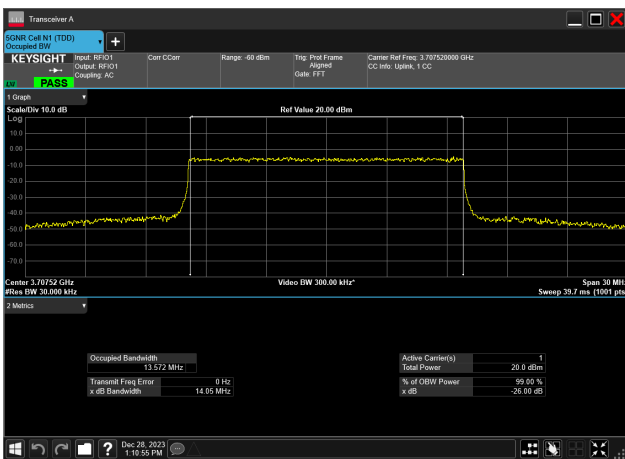 Transceiver A
5GNR Cell N1 (TDD)
Occupied BW
KEYSIGHT
PASS
Input: RFIO1
Output: RFIO1
Coupling: AC
Corr CCorr
Range: -60 dBm
Trig: Prot Frame
Aligned
Gate: FFT
Carrier Ref Freq: 3.707520000 GHz
CC Info: Uplink, 1 CC
1 Graph
Scale/Div 10.0 dB
Ref Value 20.00 dBm
Log
10.0
0.00
-10.0
-20.0
-30.0
-40.0
-50.0
-60.0
-70.0
Center 3.70752 GHz
Video BW 300.00 kHz*
Span 30 MHz
#Res BW 30.000 kHz
Sweep 39.7 ms (1001 pts
2 Metrics
Occupied Bandwidth
13.572 MHz
Active Carrier(s) 1
Total Power 20.0 dBm
Transmit Freq Error 0 Hz
x dB Bandwidth 14.05 MHz
% of OBW Power 99.00 %
x dB -26.00 dB
?
Dec 28, 2023
1:10:55 PM